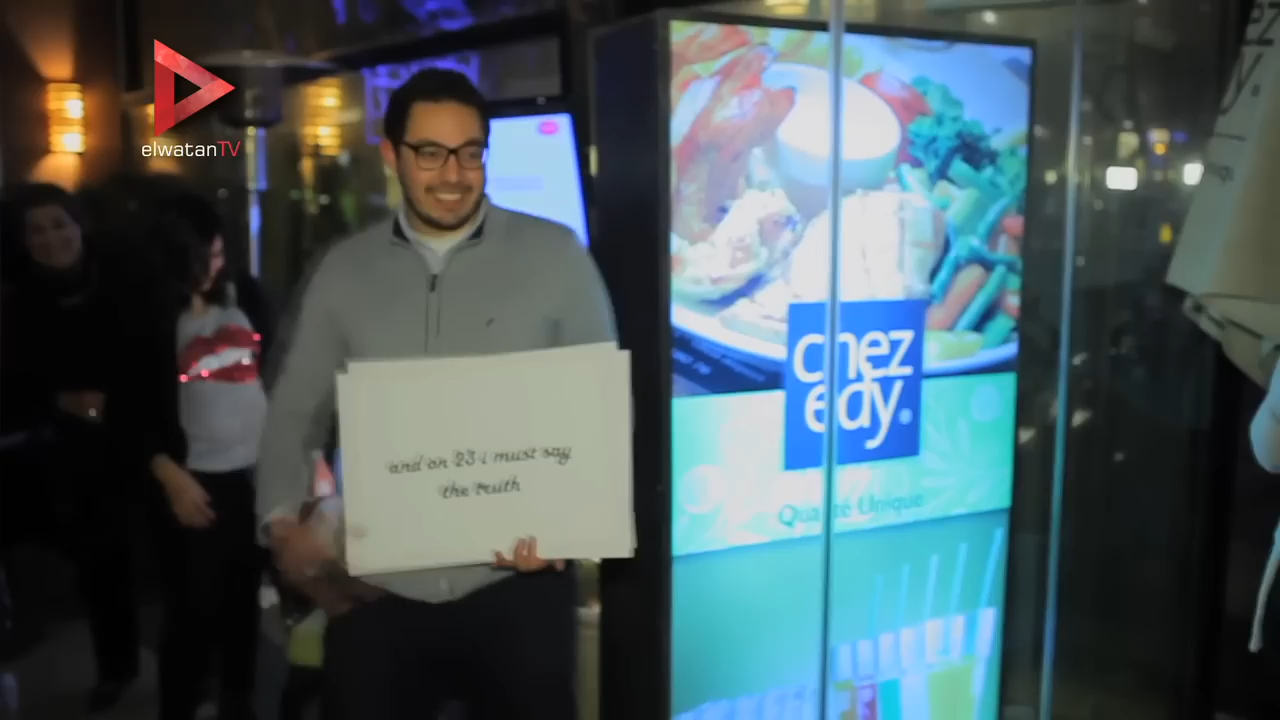 elwatanTV
and on 23 i must say
the truth
chez
edy
Qualité Unique